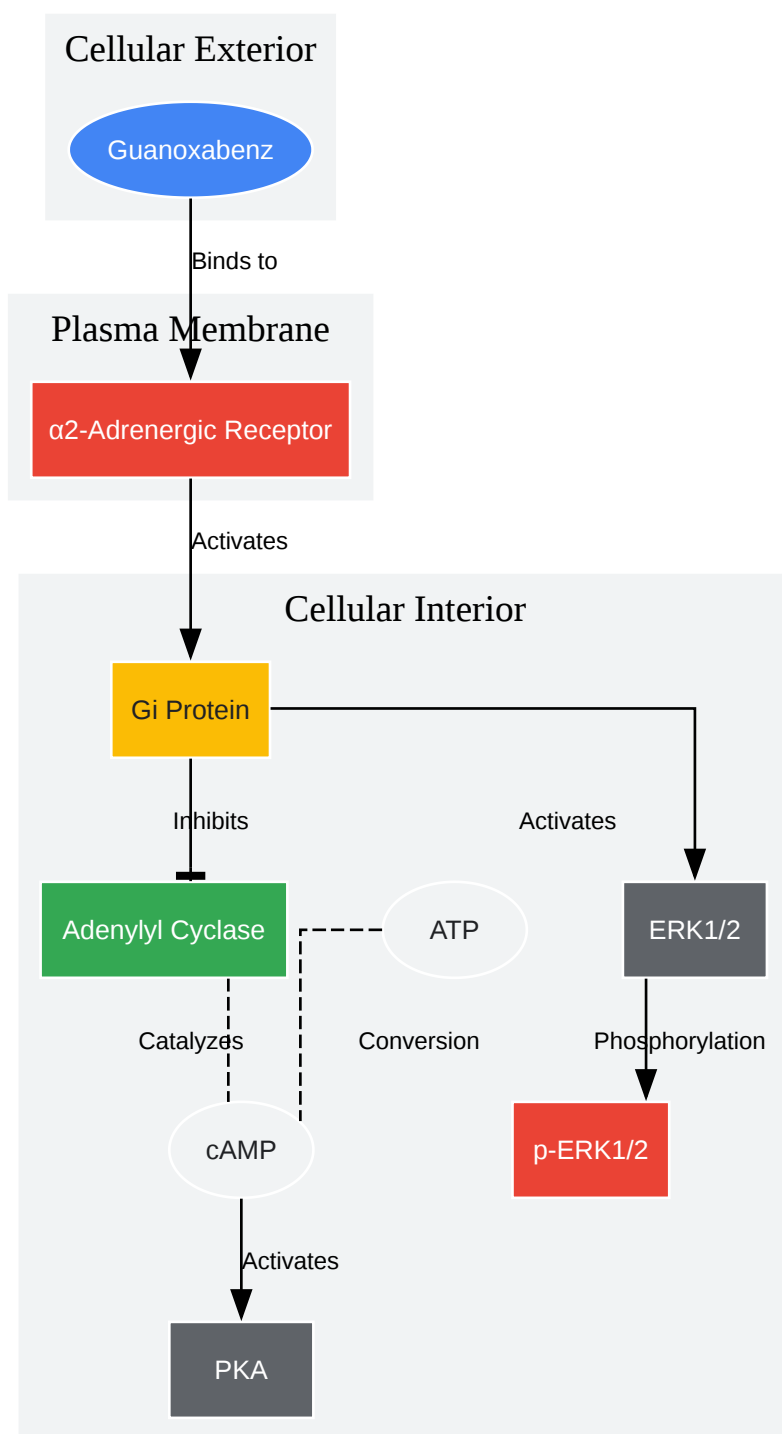 Cellular Exterior
Guanoxabenz
Binds to
Plasma Membrane
α2-Adrenergic Receptor
Activates
Cellular Interior
Gi Protein
Inhibits
Activates
Adenylyl Cyclase
ATP
ERK1/2
Catalyzes
Conversion
Phosphorylation
cAMP
p-ERK1/2
Activates
PKA